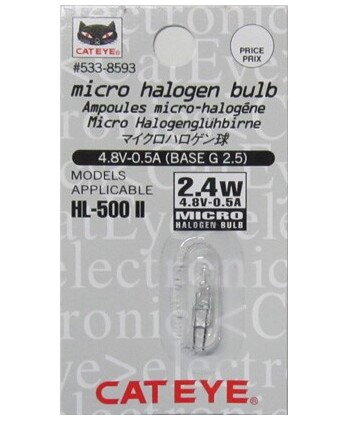 CATEYE®
PRICE
PRIX
#533-8593
micro halogen bulb
Ampoules micro-halogéne
Micro Halogenglühbirne
マイクロハロゲン球
4.8V-0.5A (BASE G 2.5)
MODELS
APPLICABLE
HL-500 II
2.4W
4.8V-0.5A
MICRO
HALOGEN BULB
CATEYE®